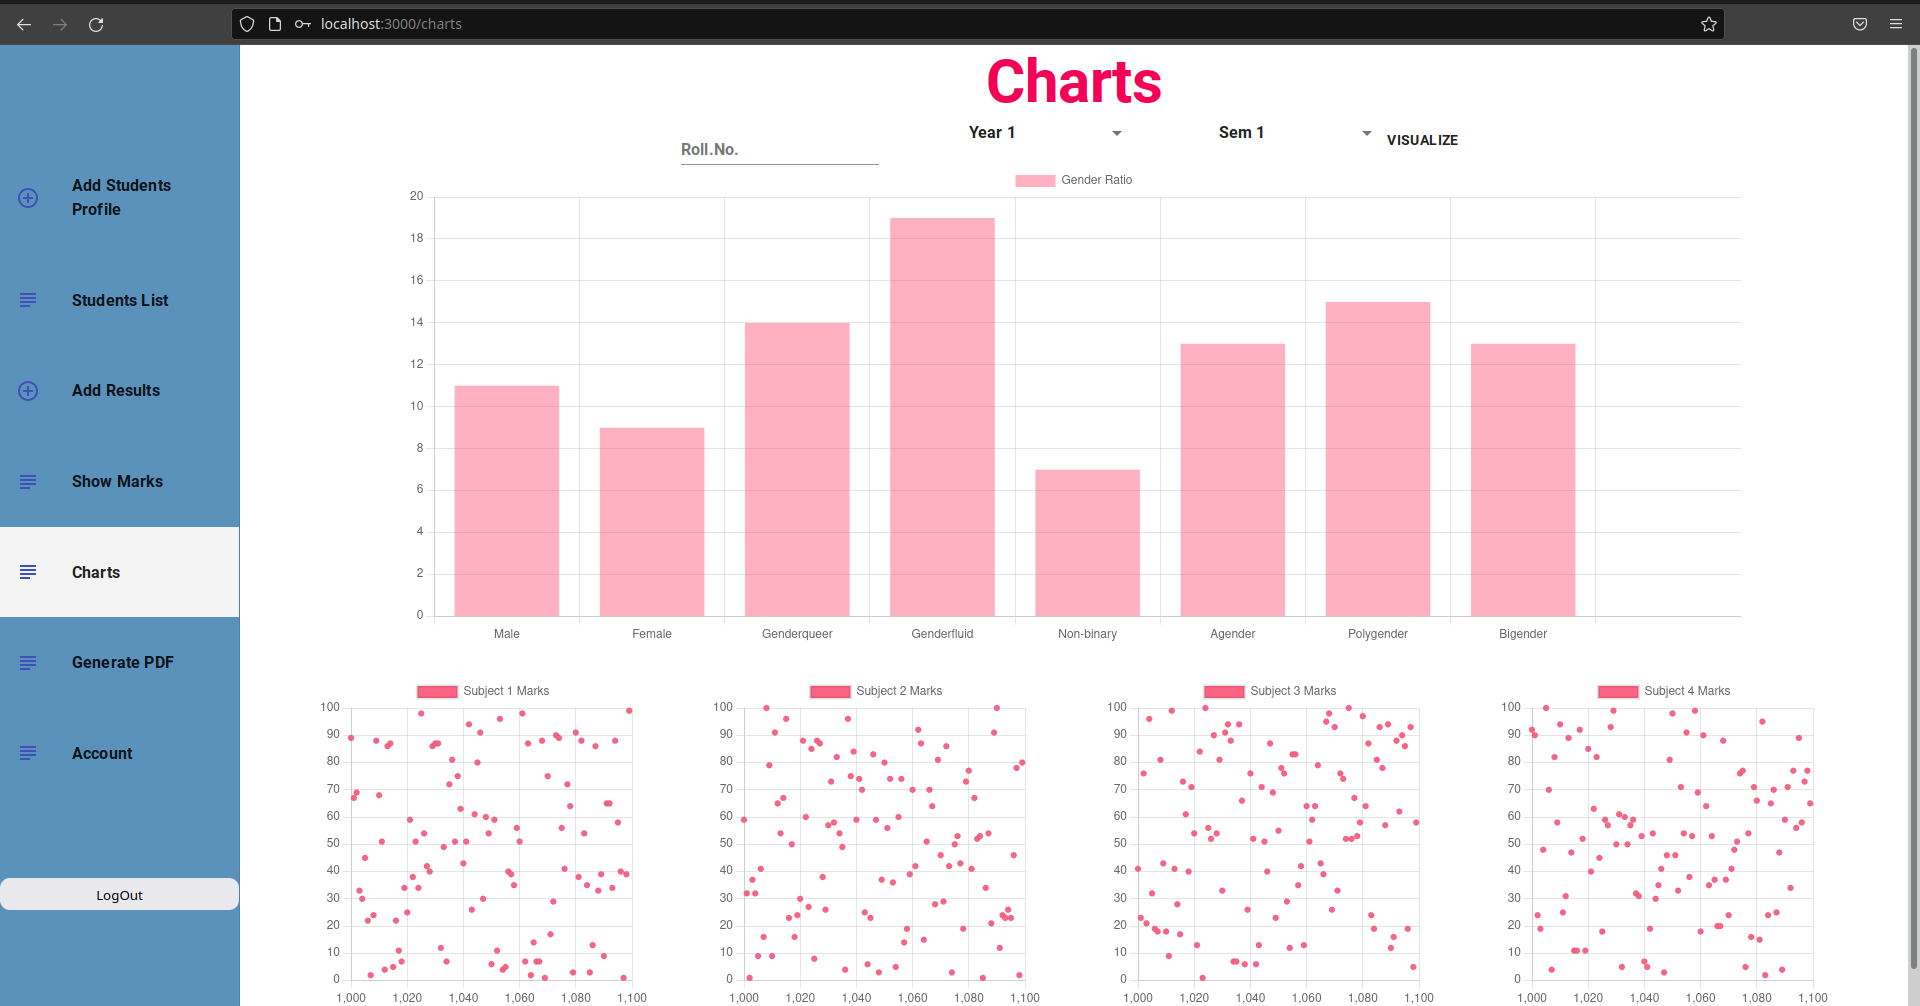 localhost:3000/charts
Charts
Add Students
Profile
Students List
Add Results
Show Marks
Charts
Generate PDF
Account
LogOut
Roll.No.
Year 1
Sem 1
VISUALIZE
Gender Ratio
20
18
16
14
12
10
8
6
4
2
0
Male Female Genderqueer Genderfluid Non-binary Agender Polygender Bigender
Subject 1 Marks
100
90
80
70
60
50
40
30
20
10
0
1,000 1,020 1,040 1,060 1,080 1,100
Subject 2 Marks
100
90
80
70
60
50
40
30
20
10
0
1,000 1,020 1,040 1,060 1,080 1,100
Subject 3 Marks
100
90
80
70
60
50
40
30
20
10
0
1,000 1,020 1,040 1,060 1,080 1,100
Subject 4 Marks
100
90
80
70
60
50
40
30
20
10
0
1,000 1,020 1,040 1,060 1,080 1,100